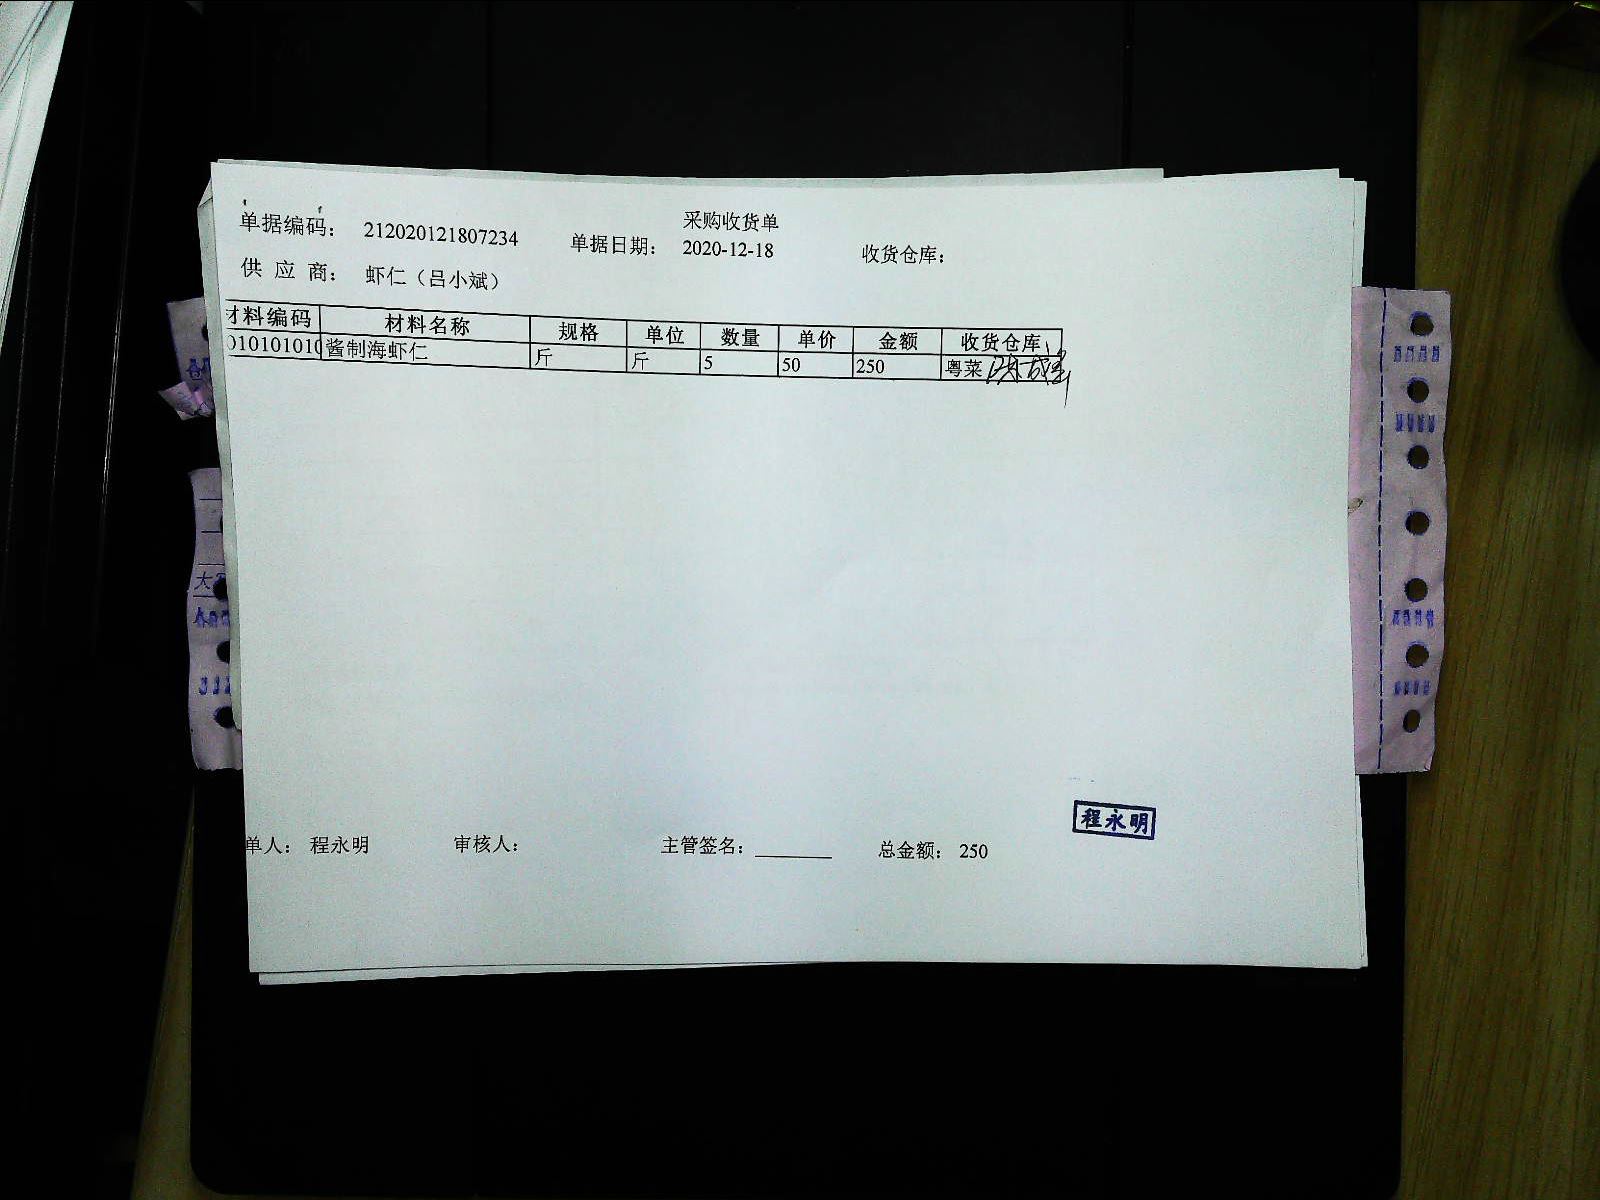 采购收货单
单据编码： 212020121807234 单据日期： 2020-12-18 收货仓库：
供 应 商： 虾仁（吕小斌）
材料编码 材料名称 规格 单位 数量 单价 金额 收货仓库
010101010 酱制海虾仁 斤 斤 5 50 250 粤菜
程永明
单人： 程永明 审核人： 主管签名： 总金额： 250